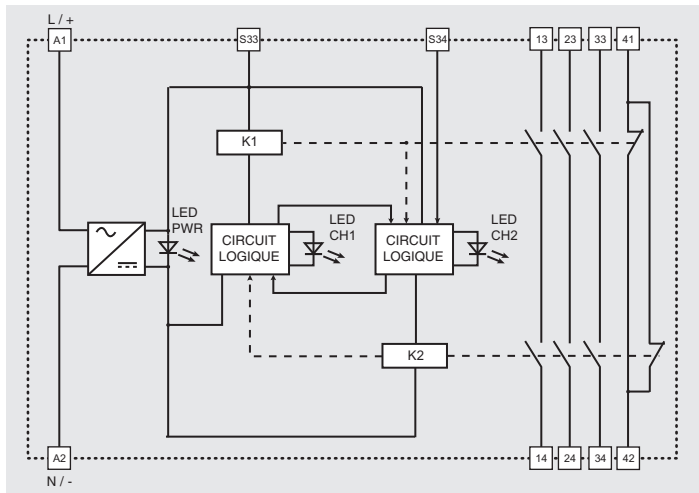 L / +
A1
S33
S34
13
23
33
41
K1
LED
PWR
CIRCUIT
LOGIQUE
LED
CH1
CIRCUIT
LOGIQUE
LED
CH2
K2
A2
N / -
14
24
34
42